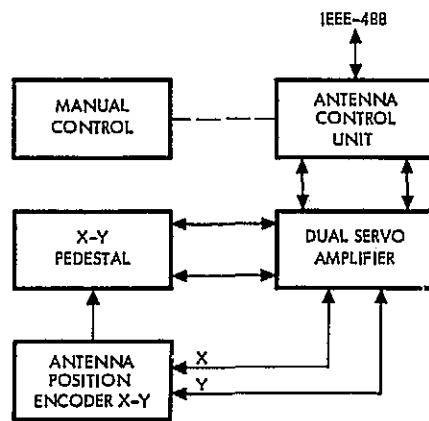 IEEE-488
MANUAL
CONTROL
ANTENNA
CONTROL
UNIT
X-Y
PEDESTAL
DUAL SERVO
AMPLIFIER
ANTENNA
POSITION
ENCODER X-Y
X
Y